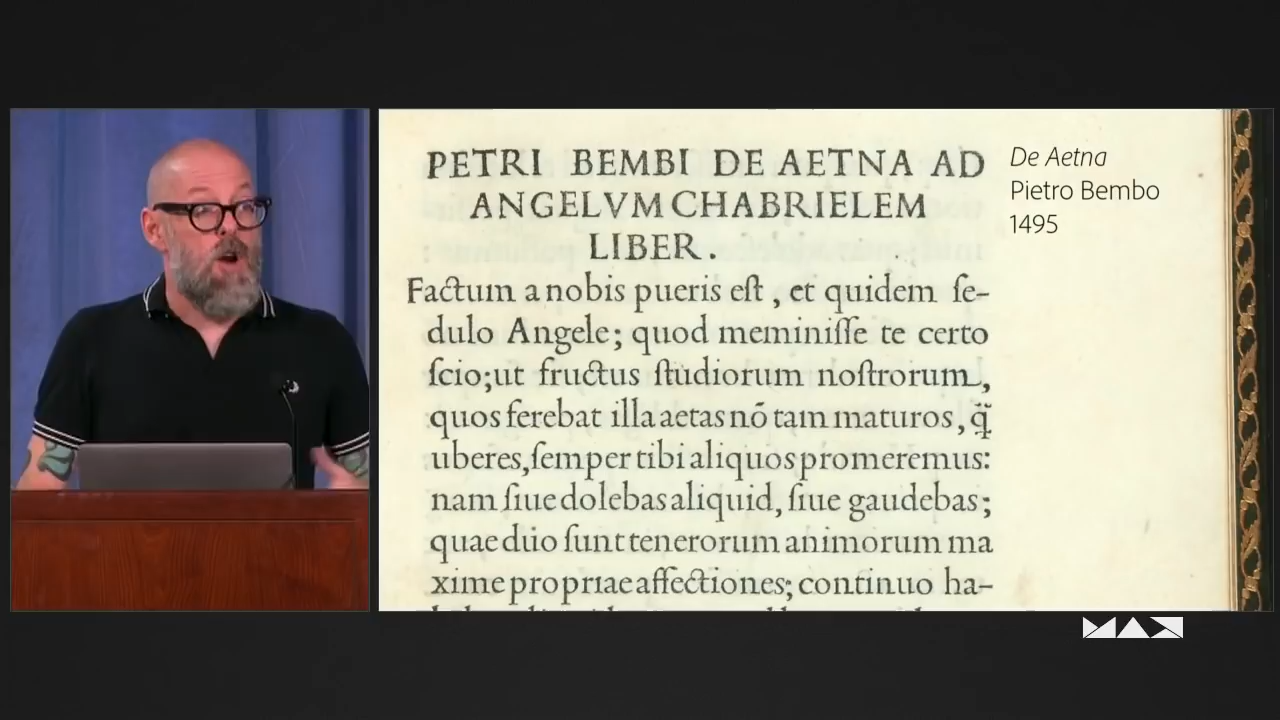 PETRI BEMBI DE AETNA AD
ANGELVM CHABRIELEM
LIBER.
Factum a nobis pueris eſt, et quidem ſe-
dulo Angele; quod meminiſſe te certo
ſcio; ut fructus ſtudiorum noſtrorum,
quos ferebat illa aetas nō tam maturos, q̃
uberes, ſemper tibi aliquos promeremus:
nam ſiue dolebas aliquid, ſiue gaudebas;
quae duo ſunt tenerorum animorum ma
xime propriae affectiones; continuo ha-
De Aetna
Pietro Bembo
1495
MAX